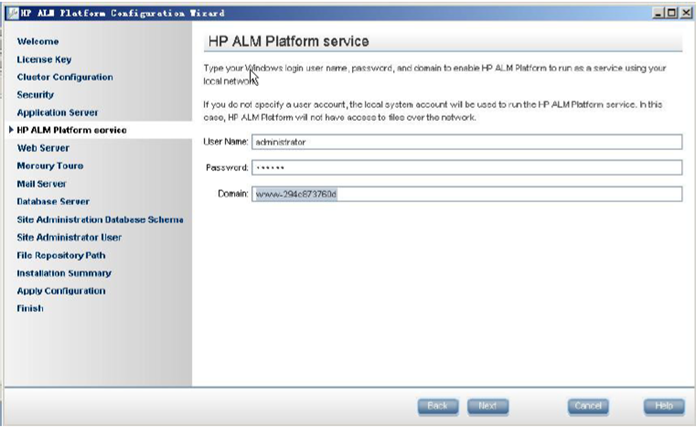 HP ALM Platform Configuration Wizard
Welcome
License Key
Cluster Configuration
Security
Application Server
HP ALM Platform service
Web Server
Mercury Tours
Mail Server
Database Server
Site Administration Database Schema
Site Administrator User
File Repository Path
Installation Summary
Apply Configuration
Finish
HP ALM Platform service
Type your Windows login user name, password, and domain to enable HP ALM Platform to run as a service using your
local network.
If you do not specify a user account, the local system account will be used to run the HP ALM Platform service. In this
case, HP ALM Platform will not have access to files over the network.
User Name: administrator
Password: ••••••
Domain: www-294c873760d
Back Next Cancel Help